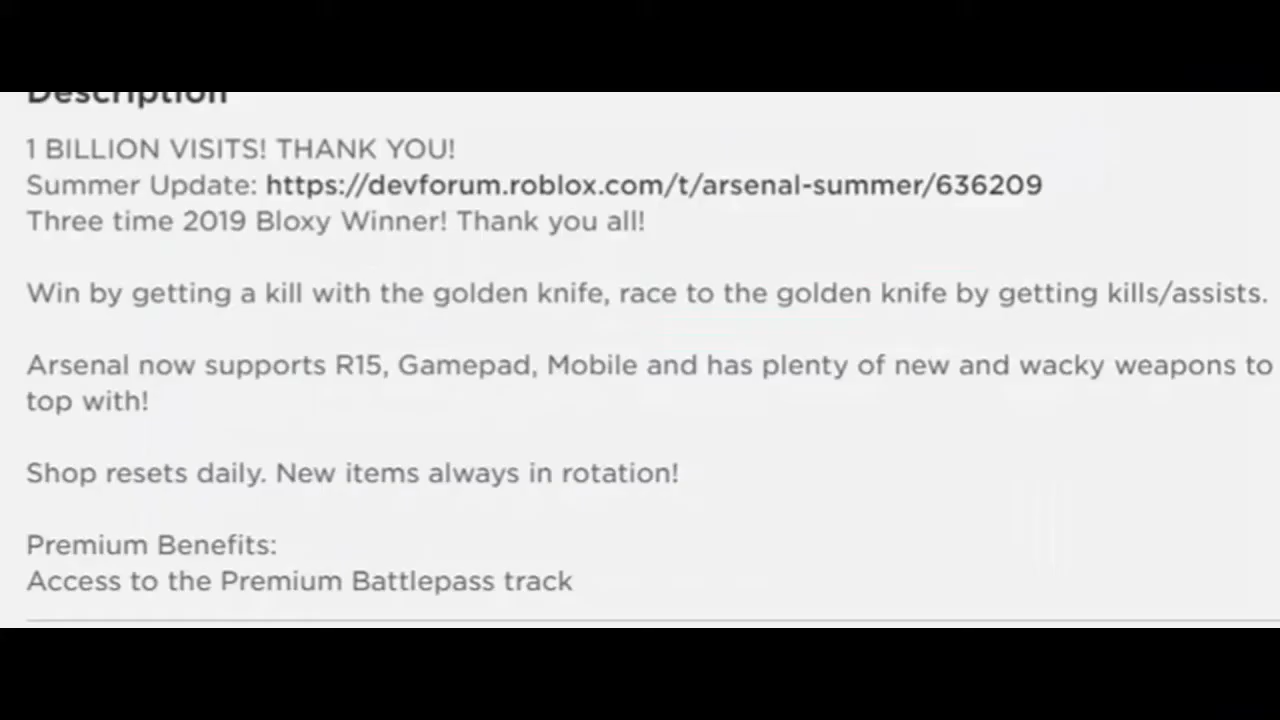 Description
1 BILLION VISITS! THANK YOU!
Summer Update: https://devforum.roblox.com/t/arsenal-summer/636209
Three time 2019 Bloxy Winner! Thank you all!
Win by getting a kill with the golden knife, race to the golden knife by getting kills/assists.
Arsenal now supports R15, Gamepad, Mobile and has plenty of new and wacky weapons to
top with!
Shop resets daily. New items always in rotation!
Premium Benefits:
Access to the Premium Battlepass track